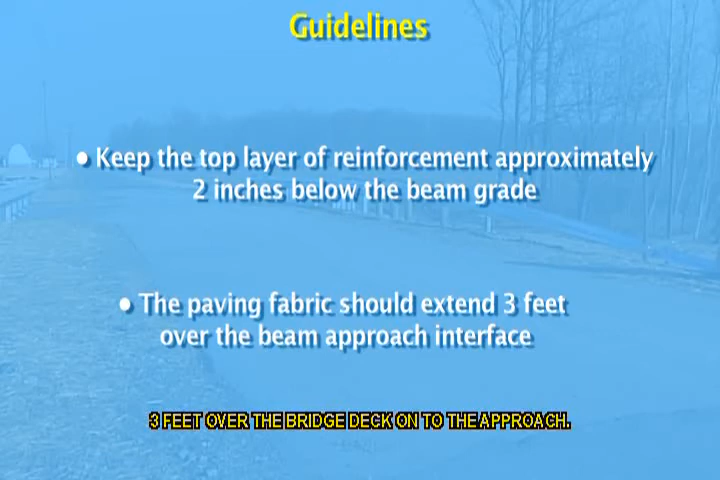 Guidelines
• Keep the top layer of reinforcement approximately
2 inches below the beam grade
• The paving fabric should extend 3 feet
over the beam approach interface
3 FEET OVER THE BRIDGE DECK ON TO THE APPROACH.